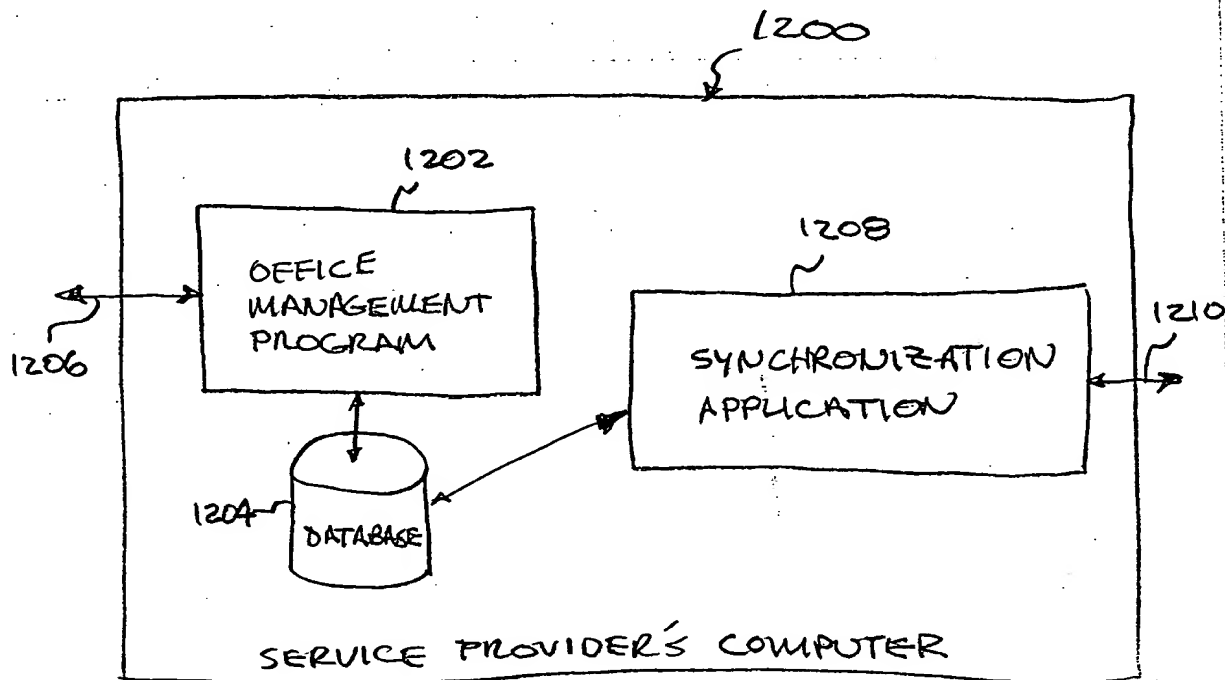 1200
1202
OFFICE
MANAGEMENT
PROGRAM
1206
1208
SYNCHRONIZATION
APPLICATION
1210
1204
DATABASE
SERVICE PROVIDER'S COMPUTER